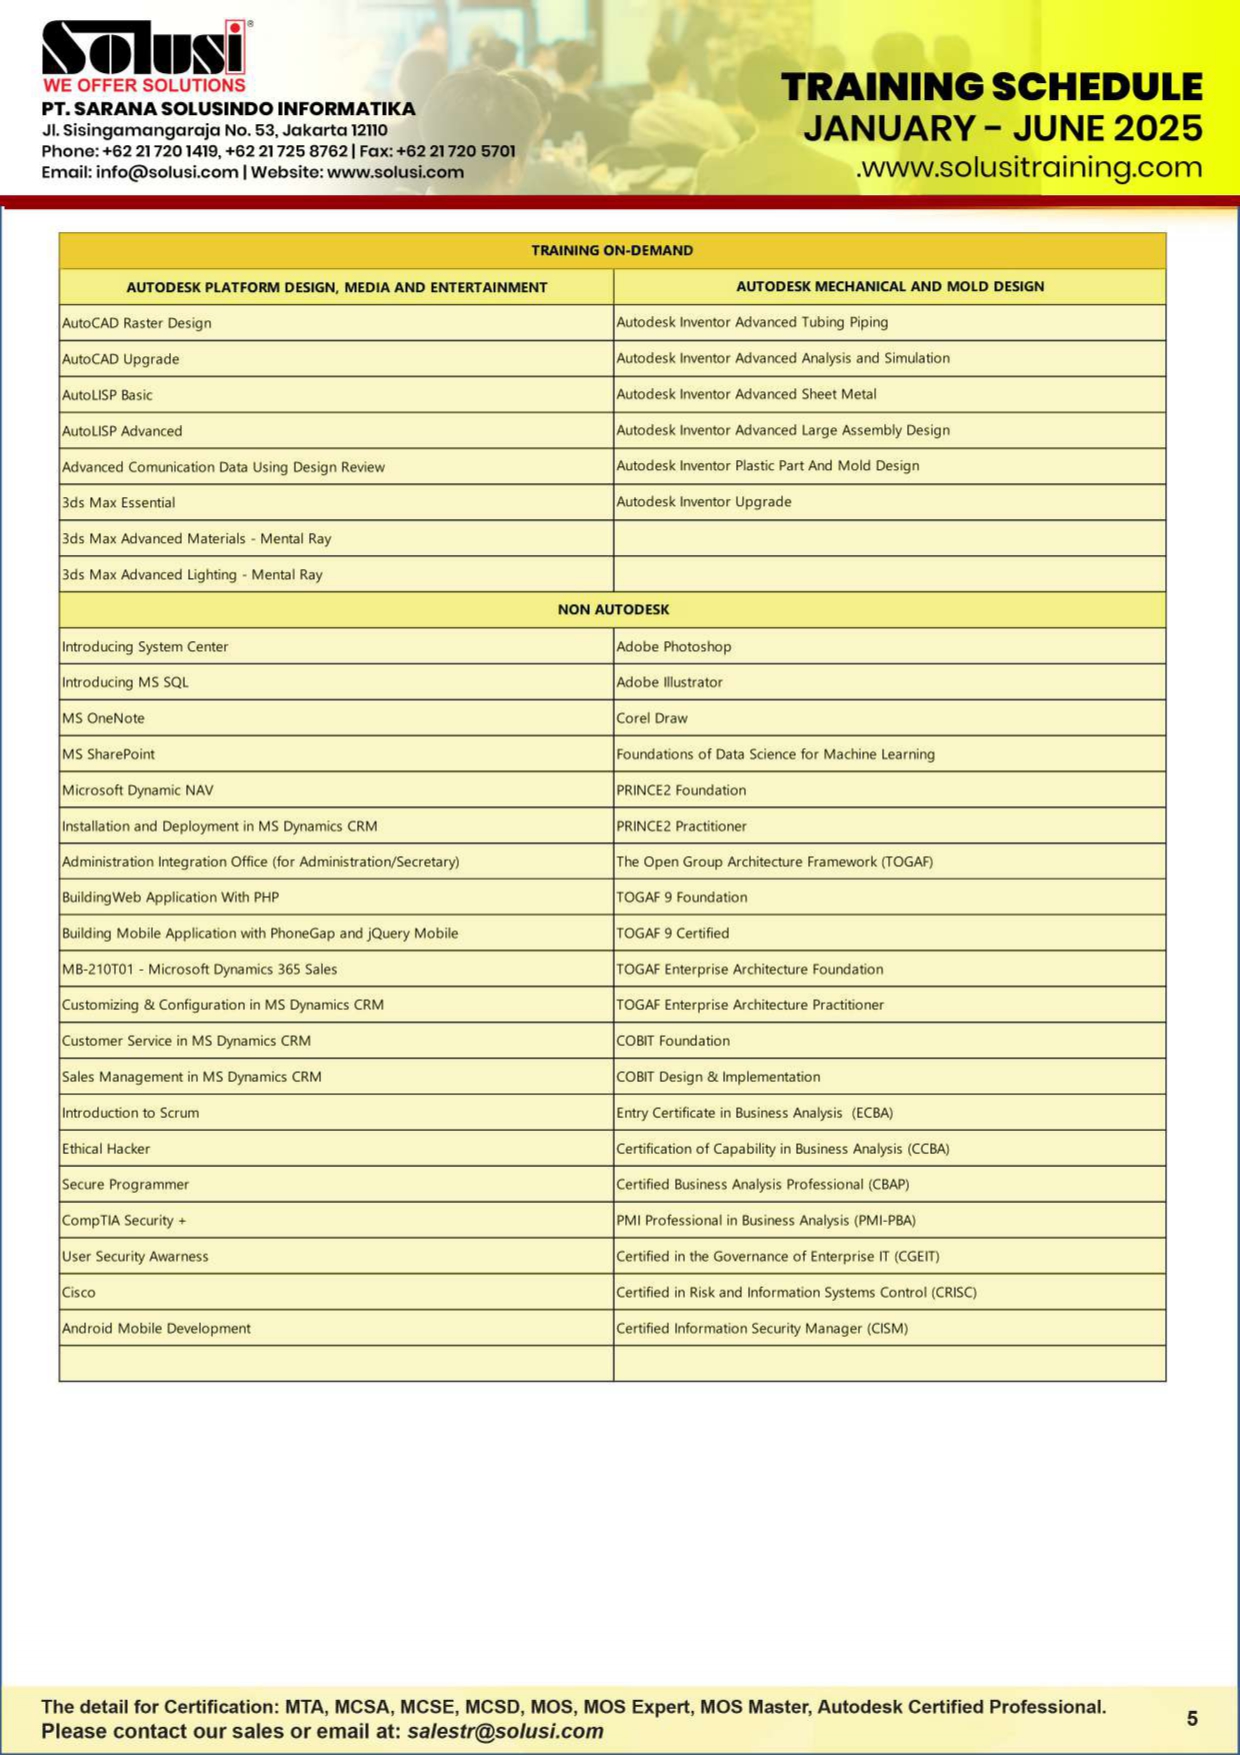 Solusi®
WE OFFER SOLUTIONS
PT. SARANA SOLUSINDO INFORMATIKA
Jl. Sisingamangaraja No. 53, Jakarta 12110
Phone: +62 21 720 1419, +62 21 725 8762 | Fax: +62 21 720 5701
Email: info@solusi.com | Website: www.solusi.com
TRAINING SCHEDULE
JANUARY – JUNE 2025
.www.solusitraining.com
TRAINING ON-DEMAND
AUTODESK PLATFORM DESIGN, MEDIA AND ENTERTAINMENT	AUTODESK MECHANICAL AND MOLD DESIGN
AutoCAD Raster Design	Autodesk Inventor Advanced Tubing Piping
AutoCAD Upgrade	Autodesk Inventor Advanced Analysis and Simulation
AutoLISP Basic	Autodesk Inventor Advanced Sheet Metal
AutoLISP Advanced	Autodesk Inventor Advanced Large Assembly Design
Advanced Comunication Data Using Design Review	Autodesk Inventor Plastic Part And Mold Design
3ds Max Essential	Autodesk Inventor Upgrade
3ds Max Advanced Materials - Mental Ray
3ds Max Advanced Lighting - Mental Ray
NON AUTODESK
Introducing System Center	Adobe Photoshop
Introducing MS SQL	Adobe Illustrator
MS OneNote	Corel Draw
MS SharePoint	Foundations of Data Science for Machine Learning
Microsoft Dynamic NAV	PRINCE2 Foundation
Installation and Deployment in MS Dynamics CRM	PRINCE2 Practitioner
Administration Integration Office (for Administration/Secretary)	The Open Group Architecture Framework (TOGAF)
BuildingWeb Application With PHP	TOGAF 9 Foundation
Building Mobile Application with PhoneGap and jQuery Mobile	TOGAF 9 Certified
MB-210T01 - Microsoft Dynamics 365 Sales	TOGAF Enterprise Architecture Foundation
Customizing & Configuration in MS Dynamics CRM	TOGAF Enterprise Architecture Practitioner
Customer Service in MS Dynamics CRM	COBIT Foundation
Sales Management in MS Dynamics CRM	COBIT Design & Implementation
Introduction to Scrum	Entry Certificate in Business Analysis (ECBA)
Ethical Hacker	Certification of Capability in Business Analysis (CCBA)
Secure Programmer	Certified Business Analysis Professional (CBAP)
CompTIA Security +	PMI Professional in Business Analysis (PMI-PBA)
User Security Awarness	Certified in the Governance of Enterprise IT (CGEIT)
Cisco	Certified in Risk and Information Systems Control (CRISC)
Android Mobile Development	Certified Information Security Manager (CISM)
The detail for Certification: MTA, MCSA, MCSE, MCSD, MOS, MOS Expert, MOS Master, Autodesk Certified Professional.
Please contact our sales or email at: salestr@solusi.com
5